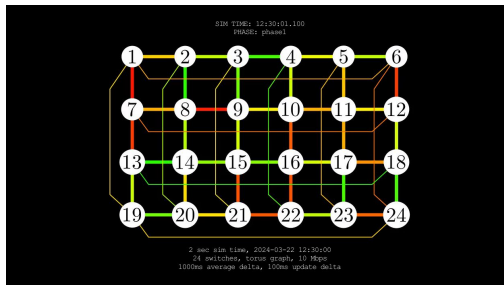 SIM TIME: 12:30:01.100
PHASE: phase1
1 2 3 4 5 6
7 8 9 10 11 12
13 14 15 16 17 18
19 20 21 22 23 24
2 sec sim time, 2024-03-22 12:30:00
24 switches, torus graph, 10 Mbps
1000ms average delta, 100ms update delta